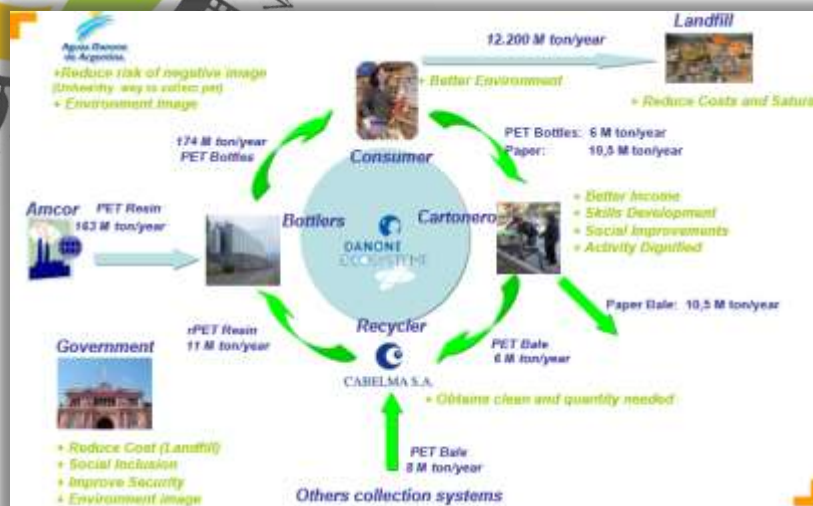 Landfill
12.200 M ton/year
Aguas Danone
de Argentina
+Reduce risk of negative image
(Unhealthy way to collect pet)
+ Environment image
+ Better Environment
+ Reduce Costs and Satura
174 M ton/year
PET Bottles
PET Bottles: 6 M ton/year
Paper: 10,5 M ton/year
Consumer
Amcor
PET Resin
163 M ton/year
Bottlers
Cartonero
DANONE
ECOSYSTEME
+ Better Income
+ Skills Development
+ Social Improvements
+ Activity Dignified
Paper Bale: 10,5 M ton/year
rPET Resin
11 M ton/year
Recycler
PET Bale
6 M ton/year
Government
CABELMA S.A.
+ Obtains clean and quantity needed
+ Reduce Cost (Landfill)
+ Social Inclusion
+ Improve Security
+ Environment image
PET Bale
8 M ton/year
Others collection systems